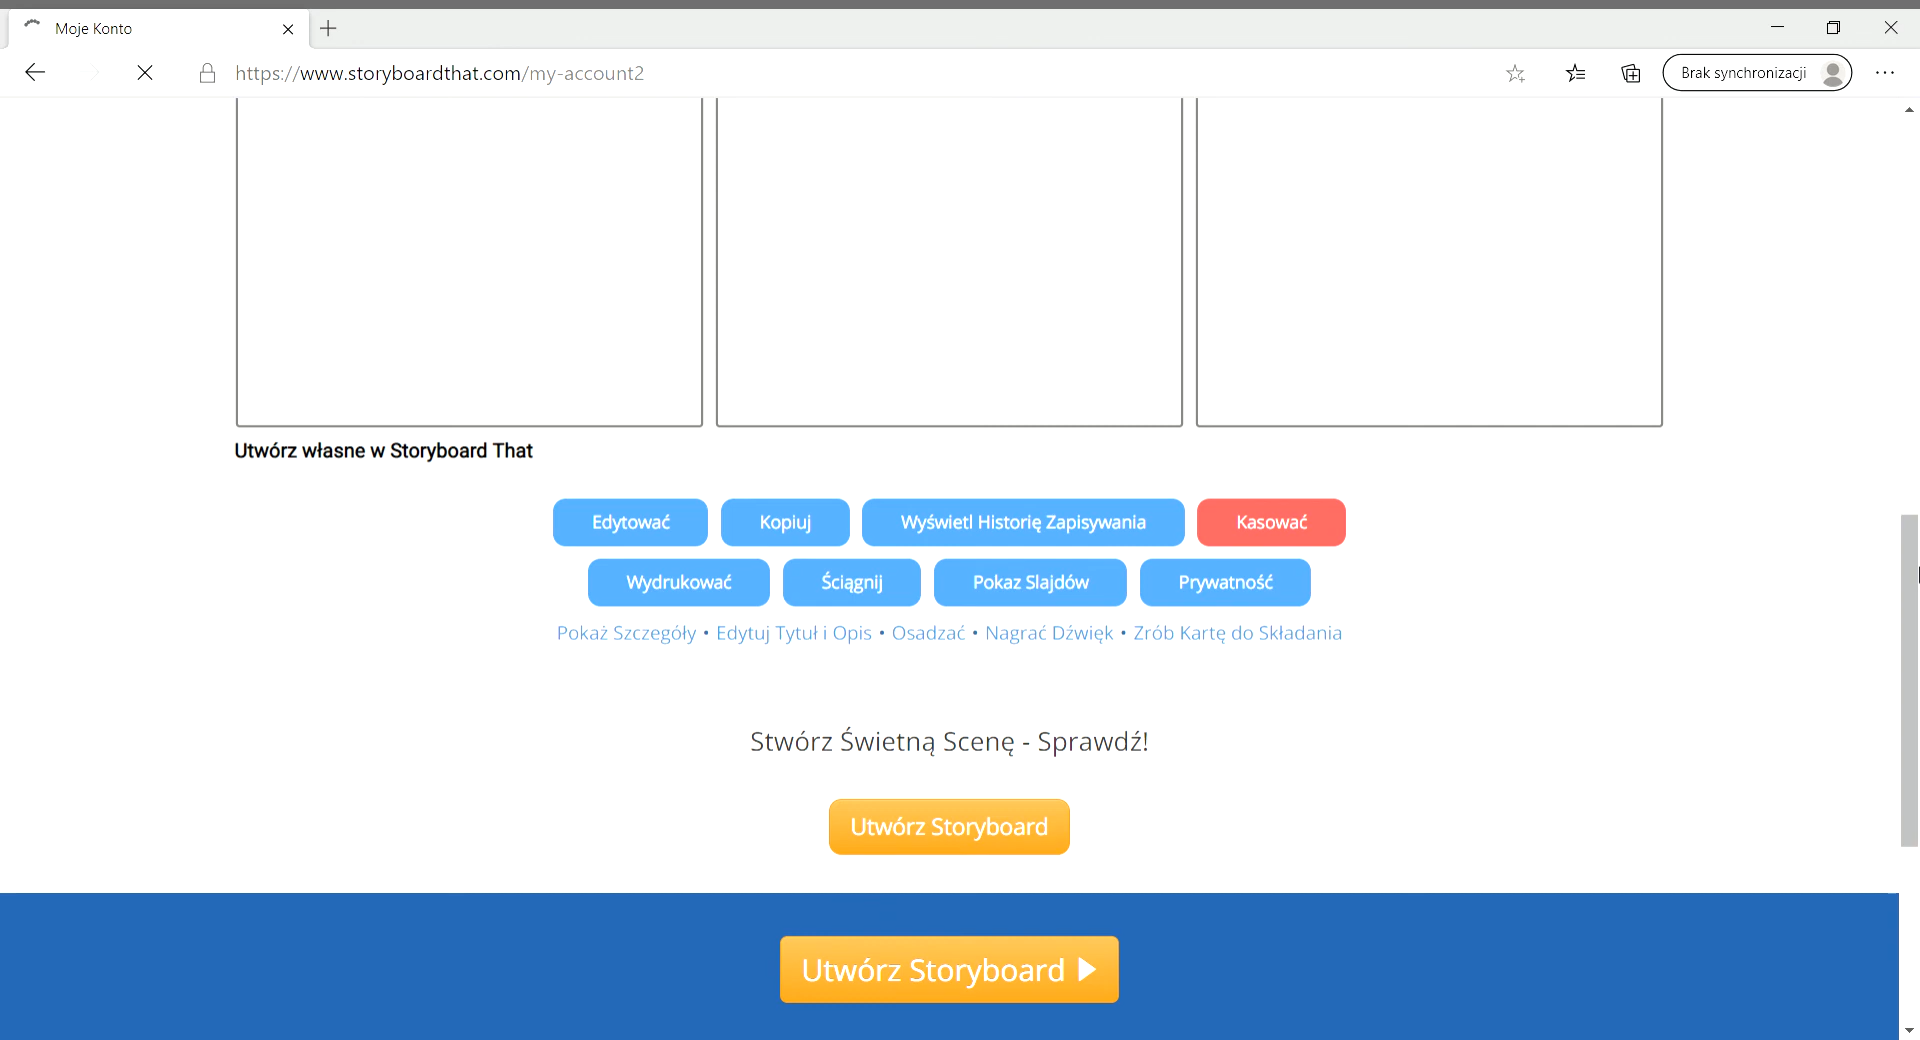 Moje Konto
https://www.storyboardthat.com/my-account2
Brak synchronizacji
Utwórz własne w Storyboard That
Edytować Kopiuj Wyświetl Historię Zapisywania Kasować
Wydrukować Ściągnij Pokaz Slajdów Prywatność
Pokaż Szczegóły • Edytuj Tytuł i Opis • Osadzać • Nagrać Dźwięk • Zrób Kartę do Składania
Stwórz Świetną Scenę - Sprawdź!
Utwórz Storyboard
Utwórz Storyboard